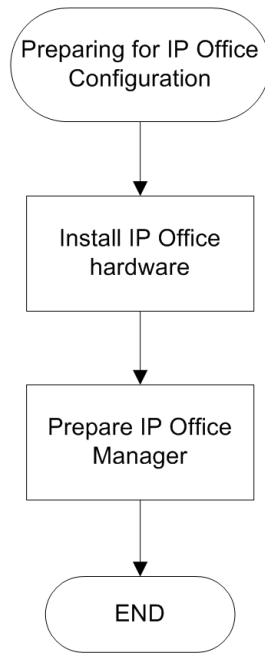 Preparing for IP Office
Configuration
Install IP Office
hardware
Prepare IP Office
Manager
END